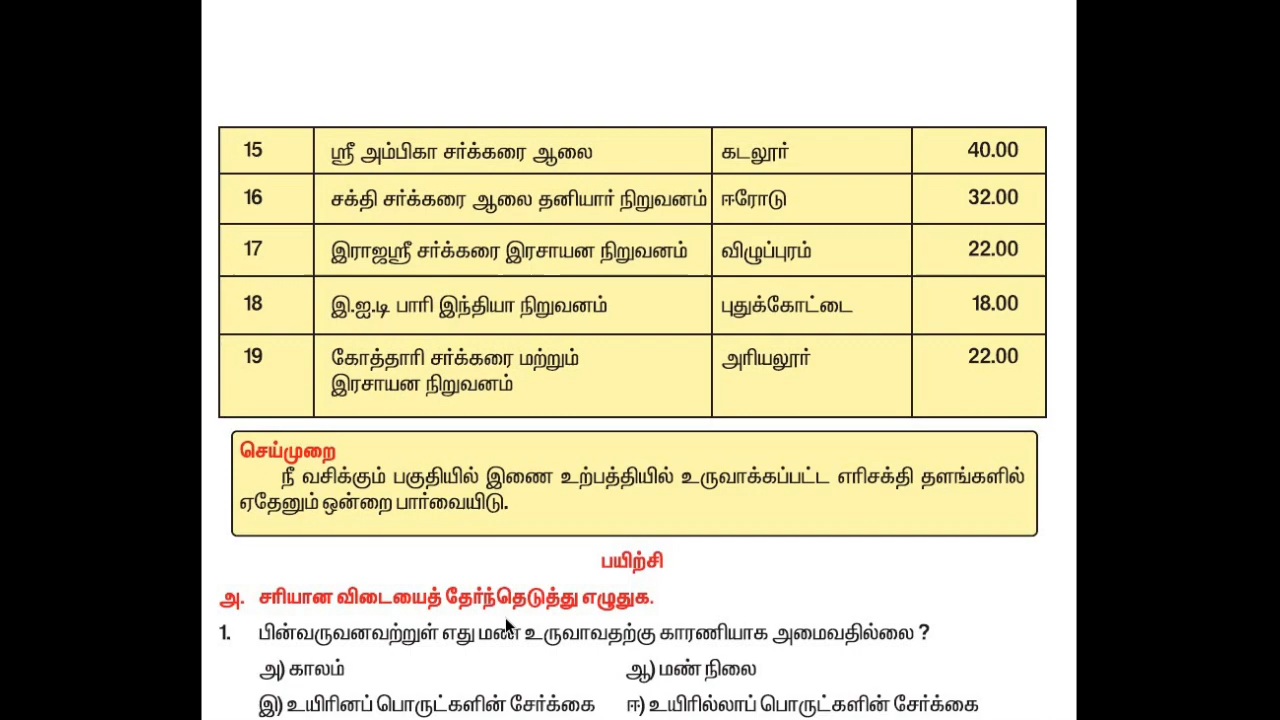 15 ஸ்ரீ அம்பிகா சர்க்கரை ஆலை கடலூர் 40.00
16 சக்தி சர்க்கரை ஆலை தனியார் நிறுவனம் ஈரோடு 32.00
17 இராஜஸ்ரீ சர்க்கரை இரசாயன நிறுவனம் விழுப்புரம் 22.00
18 இ.ஐ.டி பாரி இந்தியா நிறுவனம் புதுக்கோட்டை 18.00
19 கோத்தாரி சர்க்கரை மற்றும் அரியலூர் 22.00
இரசாயன நிறுவனம்
செய்முறை
நீ வசிக்கும் பகுதியில் இணை உற்பத்தியில் உருவாக்கப்பட்ட எரிசக்தி தளங்களில்
ஏதேனும் ஒன்றை பார்வையிடு.
பயிற்சி
அ. சரியான விடையைத் தேர்ந்தெடுத்து எழுதுக.
1. பின்வருவனவற்றுள் எது மண் உருவாவதற்கு காரணியாக அமைவதில்லை ?
அ) காலம் ஆ) மண் நிலை
இ) உயிரினப் பொருட்களின் சேர்க்கை ஈ) உயிரில்லாப் பொருட்களின் சேர்க்கை